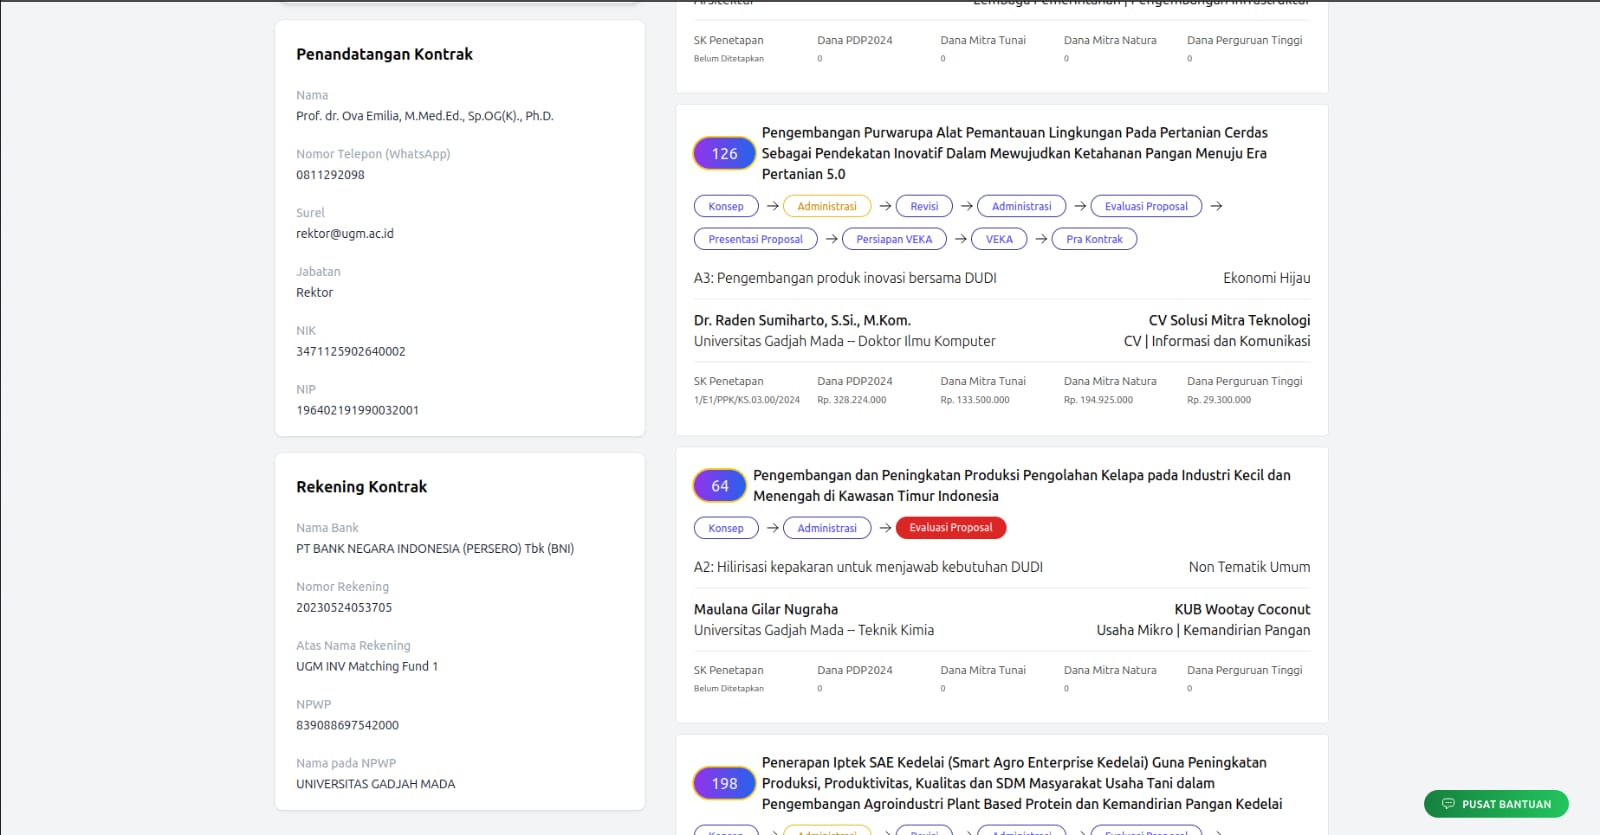 Penandatangan Kontrak
Nama
Prof. dr. Ova Emilia, M.Med.Ed., Sp.OG(K)., Ph.D.
Nomor Telepon (WhatsApp)
0811292098
Surel
rektor@ugm.ac.id
Jabatan
Rektor
NIK
3471125902640002
NIP
196402191990032001
Rekening Kontrak
Nama Bank
PT BANK NEGARA INDONESIA (PERSERO) Tbk (BNI)
Nomor Rekening
20230524053705
Atas Nama Rekening
UGM INV Matching Fund 1
NPWP
839088697542000
Nama pada NPWP
UNIVERSITAS GADJAH MADA
Arsitektur Lembaga Pemerintahan | Pengembangan Infrastruktur
SK Penetapan Dana PDP2024 Dana Mitra Tunai Dana Mitra Natura Dana Perguruan Tinggi
Belum Ditetapkan 0 0 0 0
126
Pengembangan Purwarupa Alat Pemantauan Lingkungan Pada Pertanian Cerdas
Sebagai Pendekatan Inovatif Dalam Mewujudkan Ketahanan Pangan Menuju Era
Pertanian 5.0
Konsep → Administrasi → Revisi → Administrasi → Evaluasi Proposal →
Presentasi Proposal → Persiapan VEKA → VEKA → Pra Kontrak
A3: Pengembangan produk inovasi bersama DUDI Ekonomi Hijau
Dr. Raden Sumiharto, S.Si., M.Kom. CV Solusi Mitra Teknologi
Universitas Gadjah Mada -- Doktor Ilmu Komputer CV | Informasi dan Komunikasi
SK Penetapan Dana PDP2024 Dana Mitra Tunai Dana Mitra Natura Dana Perguruan Tinggi
1/E1/PPK/KS.03.00/2024 Rp. 328.224.000 Rp. 133.500.000 Rp. 194.925.000 Rp. 29.300.000
64
Pengembangan dan Peningkatan Produksi Pengolahan Kelapa pada Industri Kecil dan
Menengah di Kawasan Timur Indonesia
Konsep → Administrasi → Evaluasi Proposal
A2: Hilirisasi kepakaran untuk menjawab kebutuhan DUDI Non Tematik Umum
Maulana Gilar Nugraha KUB Wootay Coconut
Universitas Gadjah Mada -- Teknik Kimia Usaha Mikro | Kemandirian Pangan
SK Penetapan Dana PDP2024 Dana Mitra Tunai Dana Mitra Natura Dana Perguruan Tinggi
Belum Ditetapkan 0 0 0 0
198
Penerapan Iptek SAE Kedelai (Smart Agro Enterprise Kedelai) Guna Peningkatan
Produksi, Produktivitas, Kualitas dan SDM Masyarakat Usaha Tani dalam
Pengembangan Agroindustri Plant Based Protein dan Kemandirian Pangan Kedelai
Konsep → Administrasi → Revisi → Administrasi → Evaluasi Proposal →
PUSAT BANTUAN